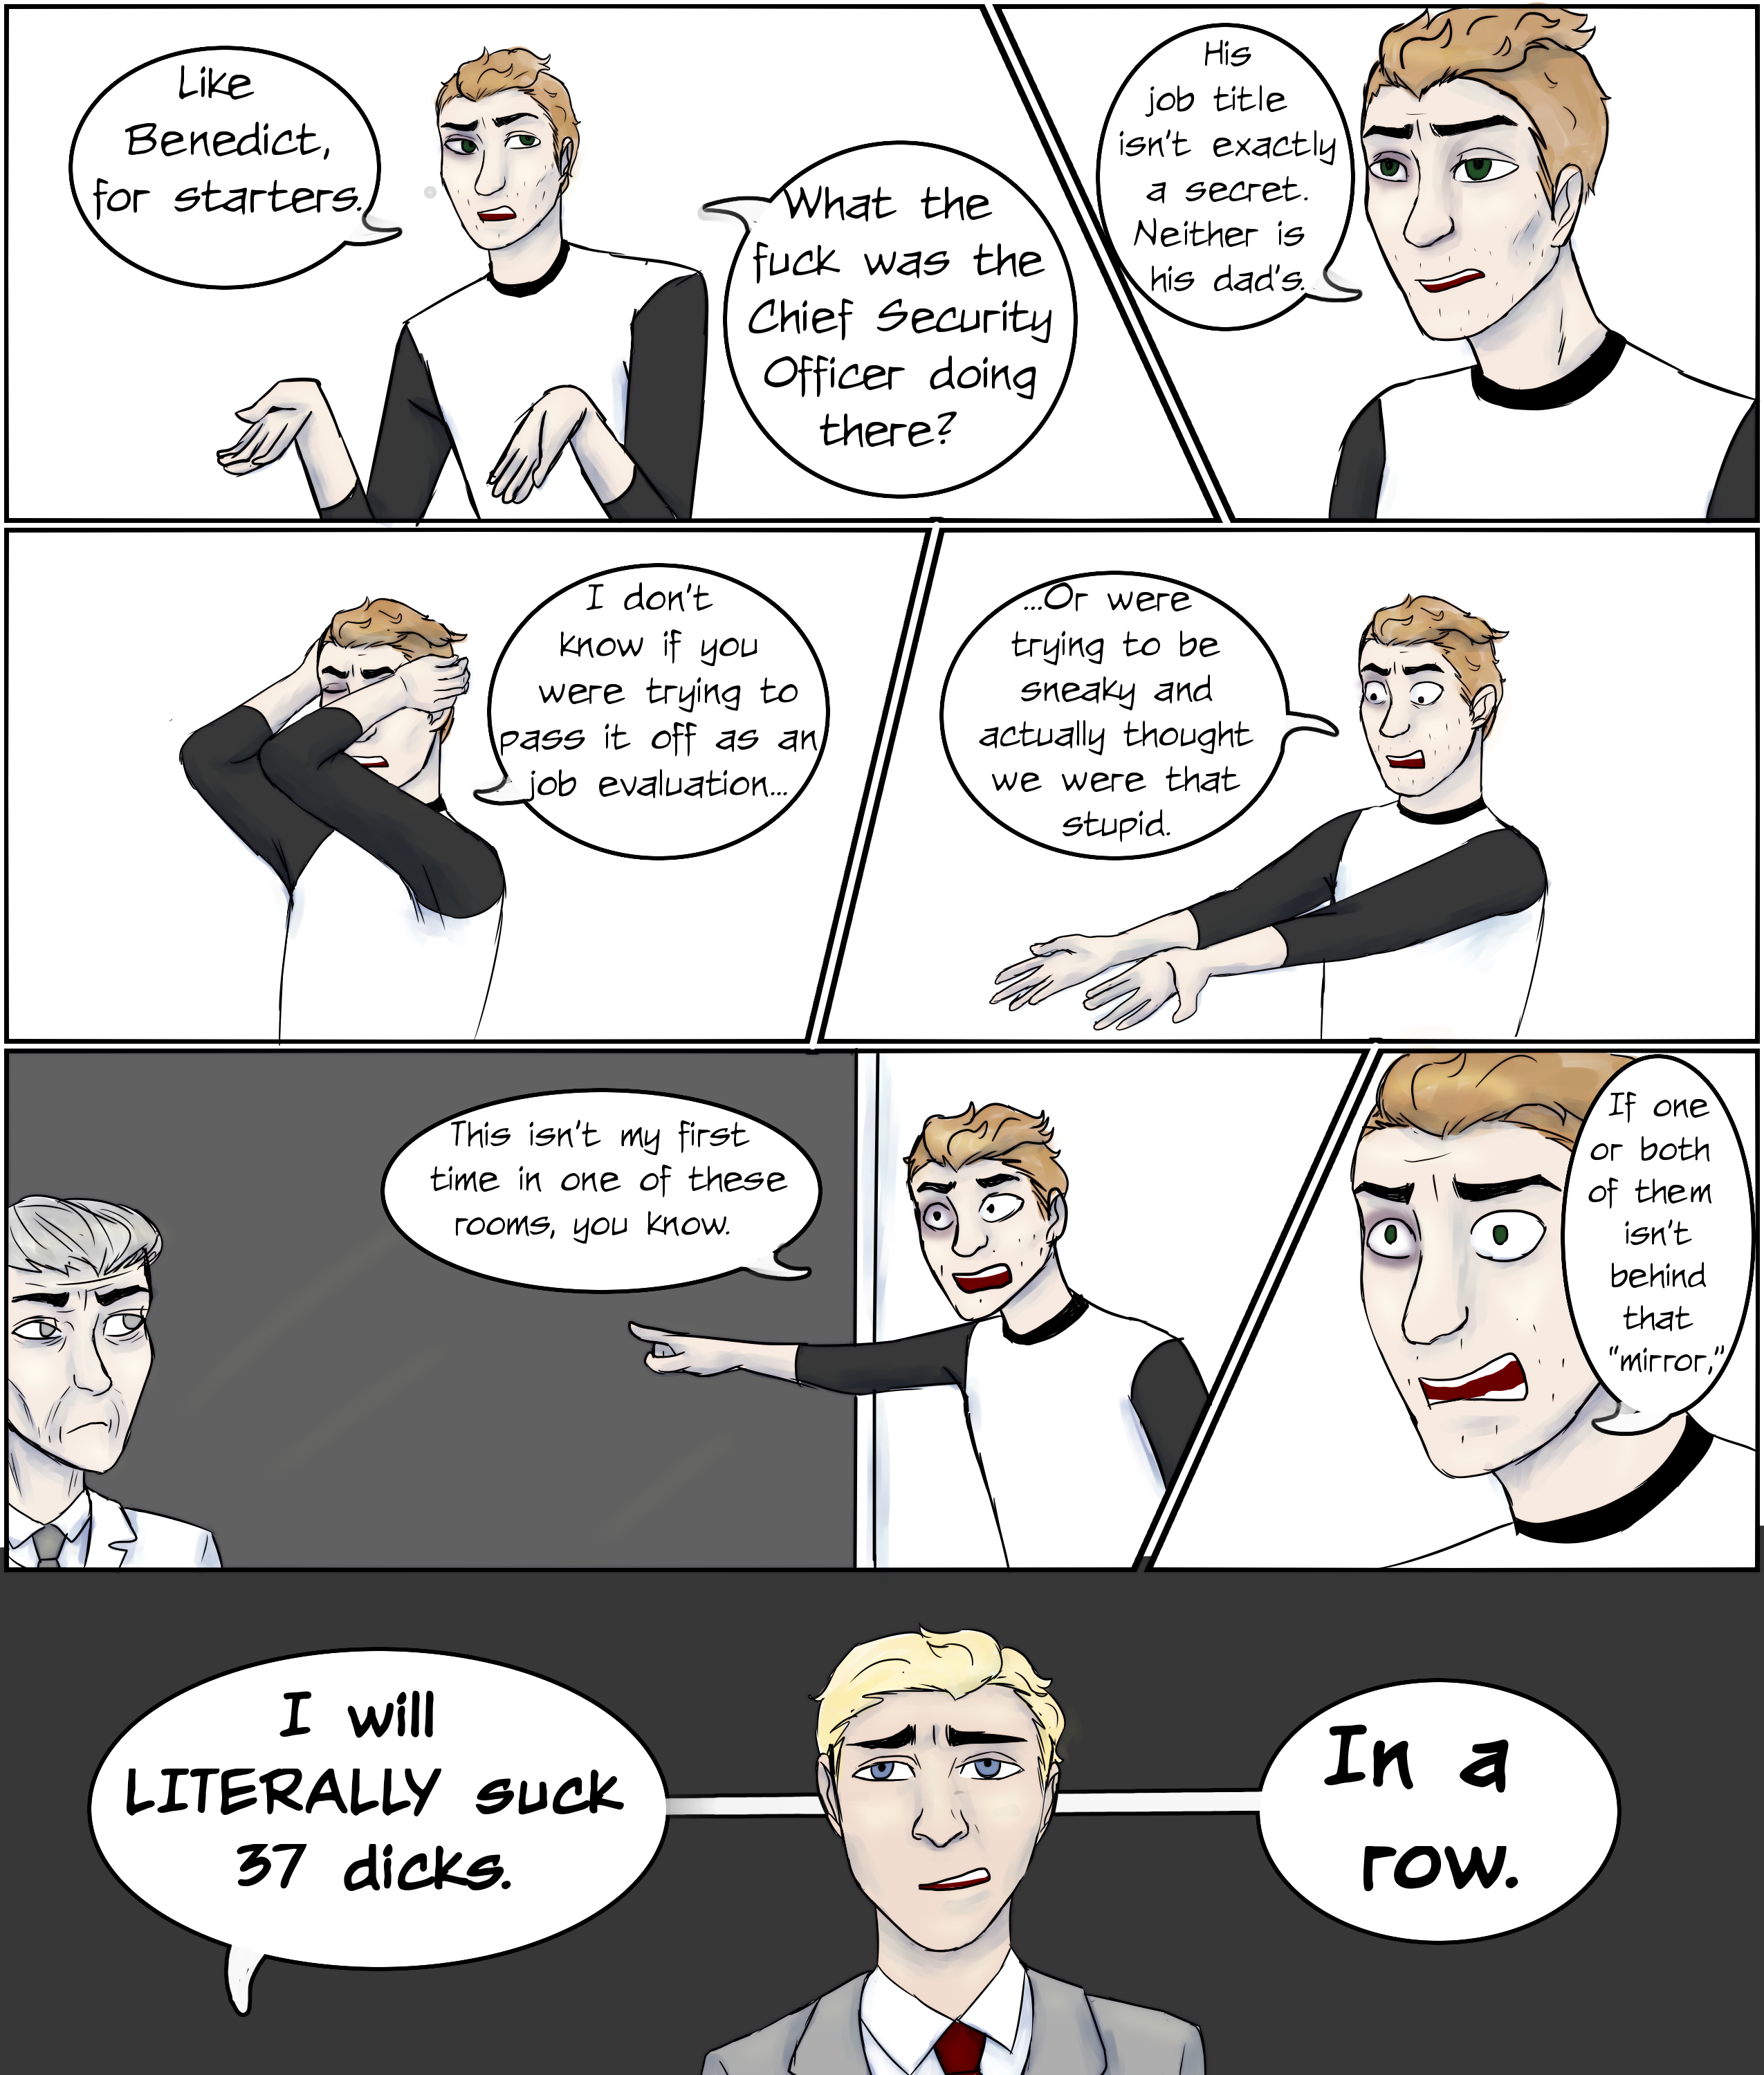 Like
Benedict,
for starters.
What the
fuck was the
Chief Security
Officer doing
there?
His
job title
isn't exactly
a secret.
Neither is
his dad's.
I don't
know if you
were trying to
pass it off as an
job evaluation...
...Or were
trying to be
sneaky and
actually thought
we were that
stupid.
This isn't my first
time in one of these
rooms, you know.
If one
or both
of them
isn't
behind
that
"mirror,"
I will
LITERALLY suck
37 dicks.
In a
row.